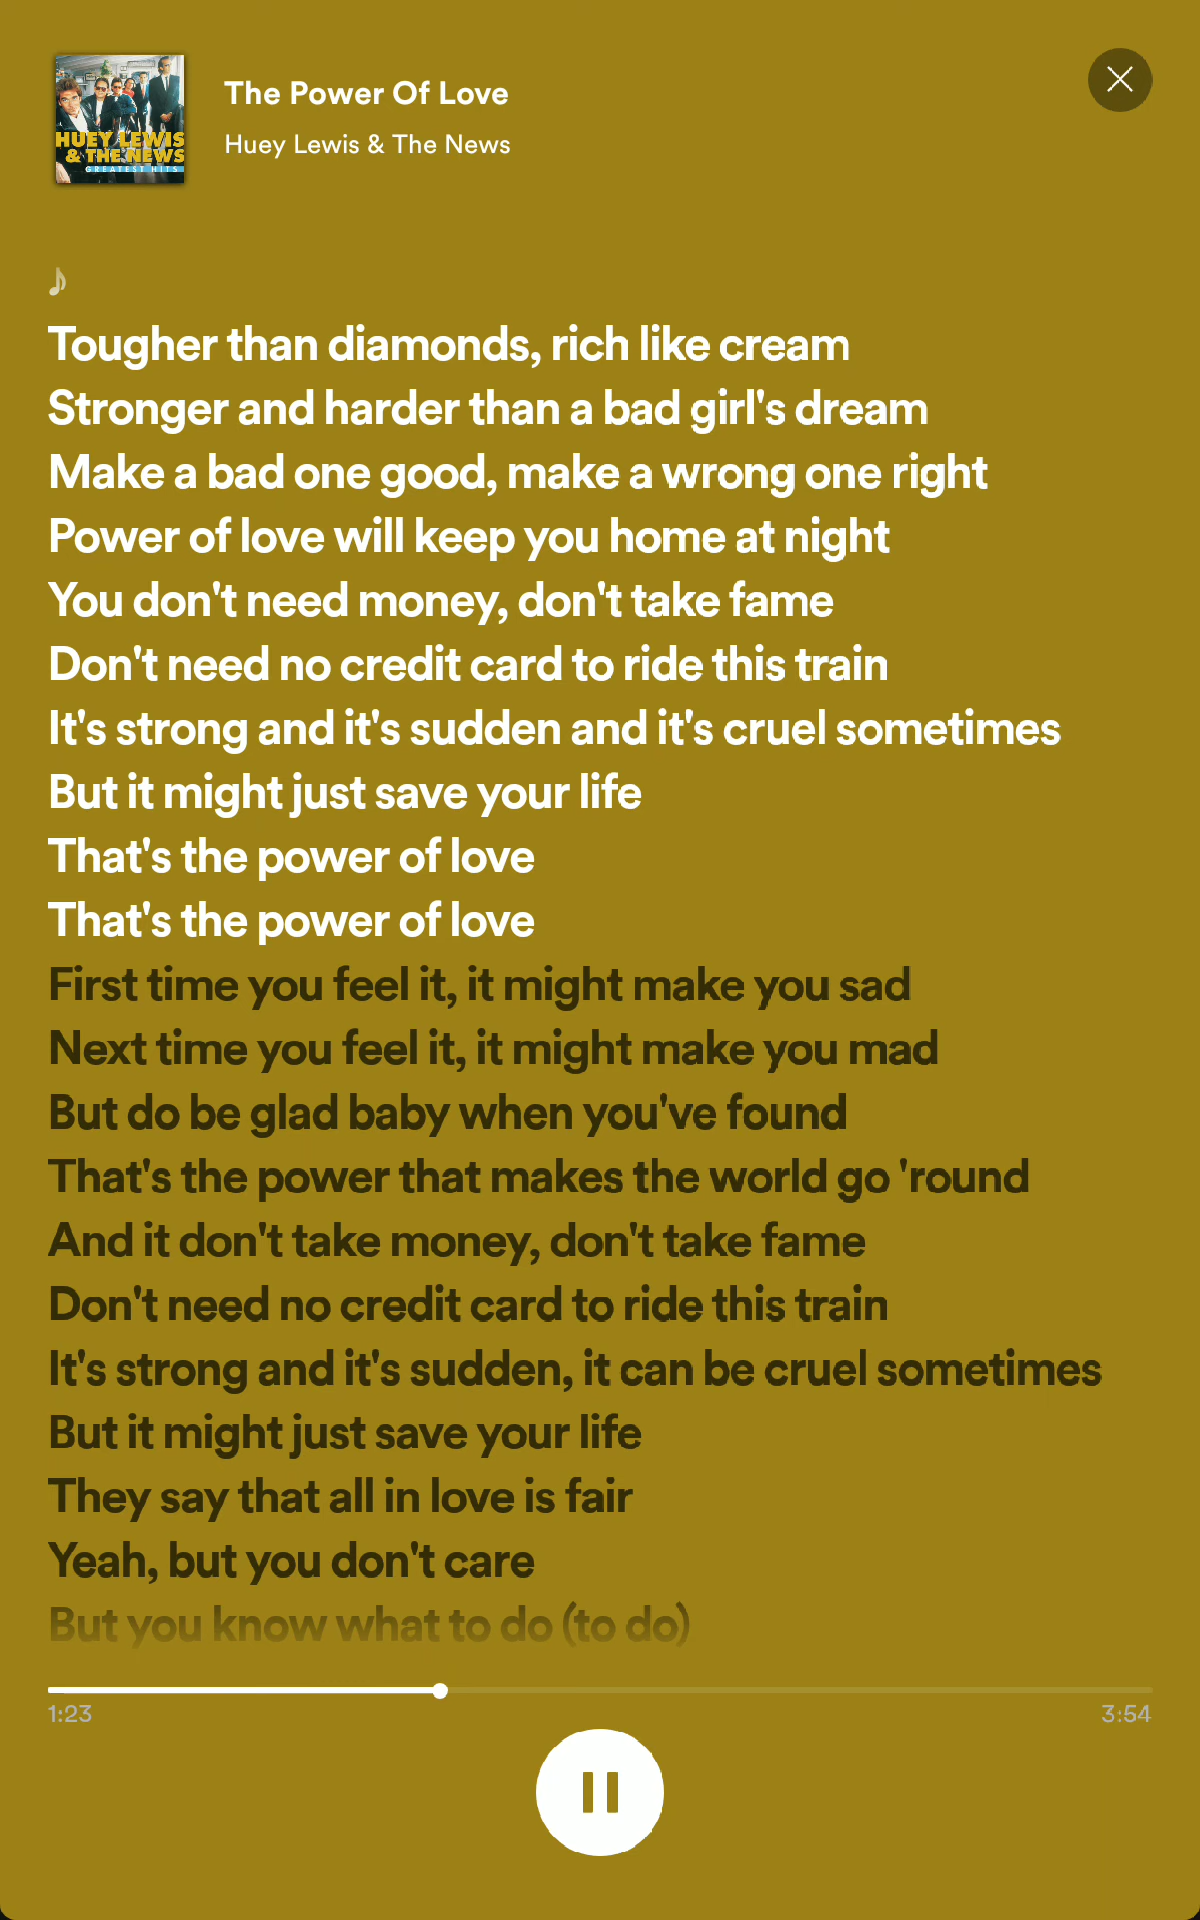 HUEY LEWIS
& THE NEWS
GREATEST HITS
The Power Of Love
Huey Lewis & The News
♪
Tougher than diamonds, rich like cream
Stronger and harder than a bad girl's dream
Make a bad one good, make a wrong one right
Power of love will keep you home at night
You don't need money, don't take fame
Don't need no credit card to ride this train
It's strong and it's sudden and it's cruel sometimes
But it might just save your life
That's the power of love
That's the power of love
First time you feel it, it might make you sad
Next time you feel it, it might make you mad
But do be glad baby when you've found
That's the power that makes the world go 'round
And it don't take money, don't take fame
Don't need no credit card to ride this train
It's strong and it's sudden, it can be cruel sometimes
But it might just save your life
They say that all in love is fair
Yeah, but you don't care
But you know what to do (to do)
1:23
3:54